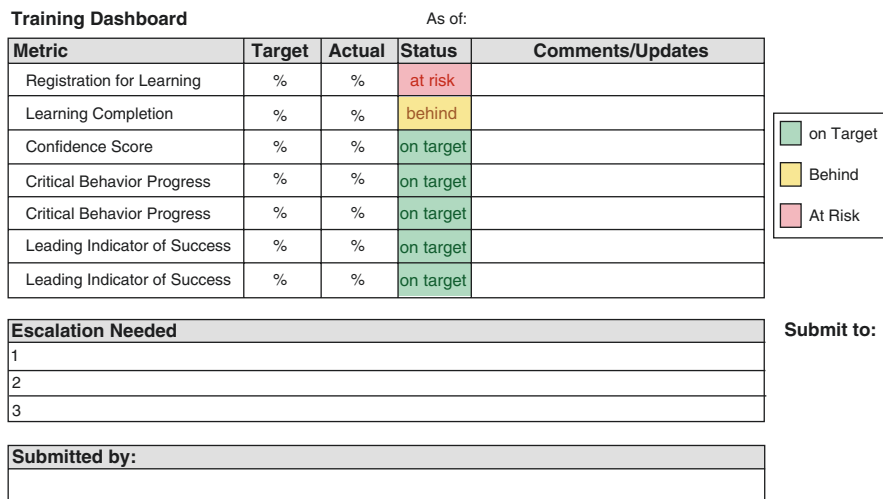 Training Dashboard As of:
Metric Target Actual Status Comments/Updates
Registration for Learning % % at risk
Learning Completion % % behind
Confidence Score % % on target
Critical Behavior Progress % % on target
Critical Behavior Progress % % on target
Leading Indicator of Success % % on target
Leading Indicator of Success % % on target
on Target
Behind
At Risk
Escalation Needed
1
2
3
Submit to:
Submitted by: